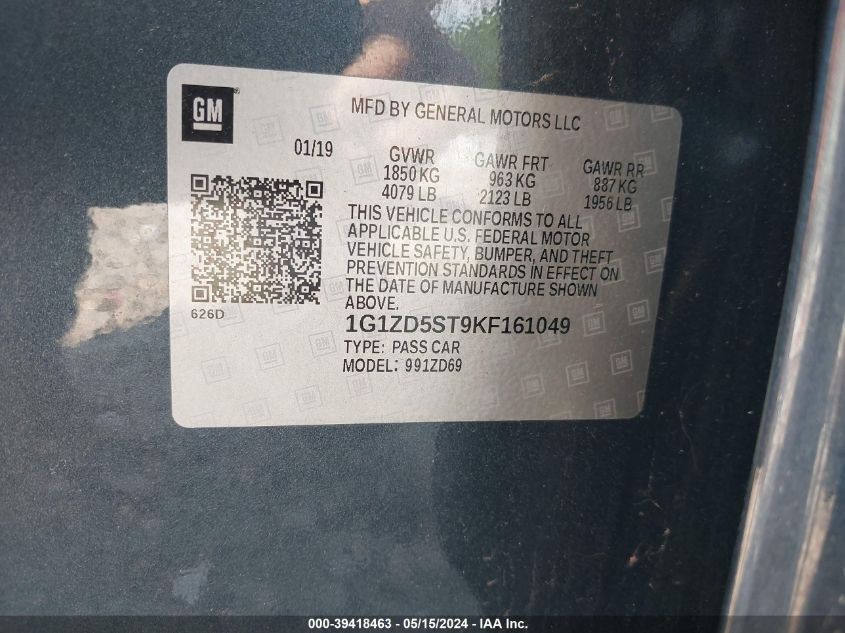 GM
MFD BY GENERAL MOTORS LLC
01/19
GVWR GAWR FRT GAWR RR
1850 KG 963 KG 887 KG
4079 LB 2123 LB 1956 LB
THIS VEHICLE CONFORMS TO ALL
APPLICABLE U.S. FEDERAL MOTOR
VEHICLE SAFETY, BUMPER, AND THEFT
PREVENTION STANDARDS IN EFFECT ON
THE DATE OF MANUFACTURE SHOWN
ABOVE.
626D
1G1ZD5ST9KF161049
TYPE: PASS CAR
MODEL: 991ZD69
000-39418463 - 05/15/2024 - IAA Inc.